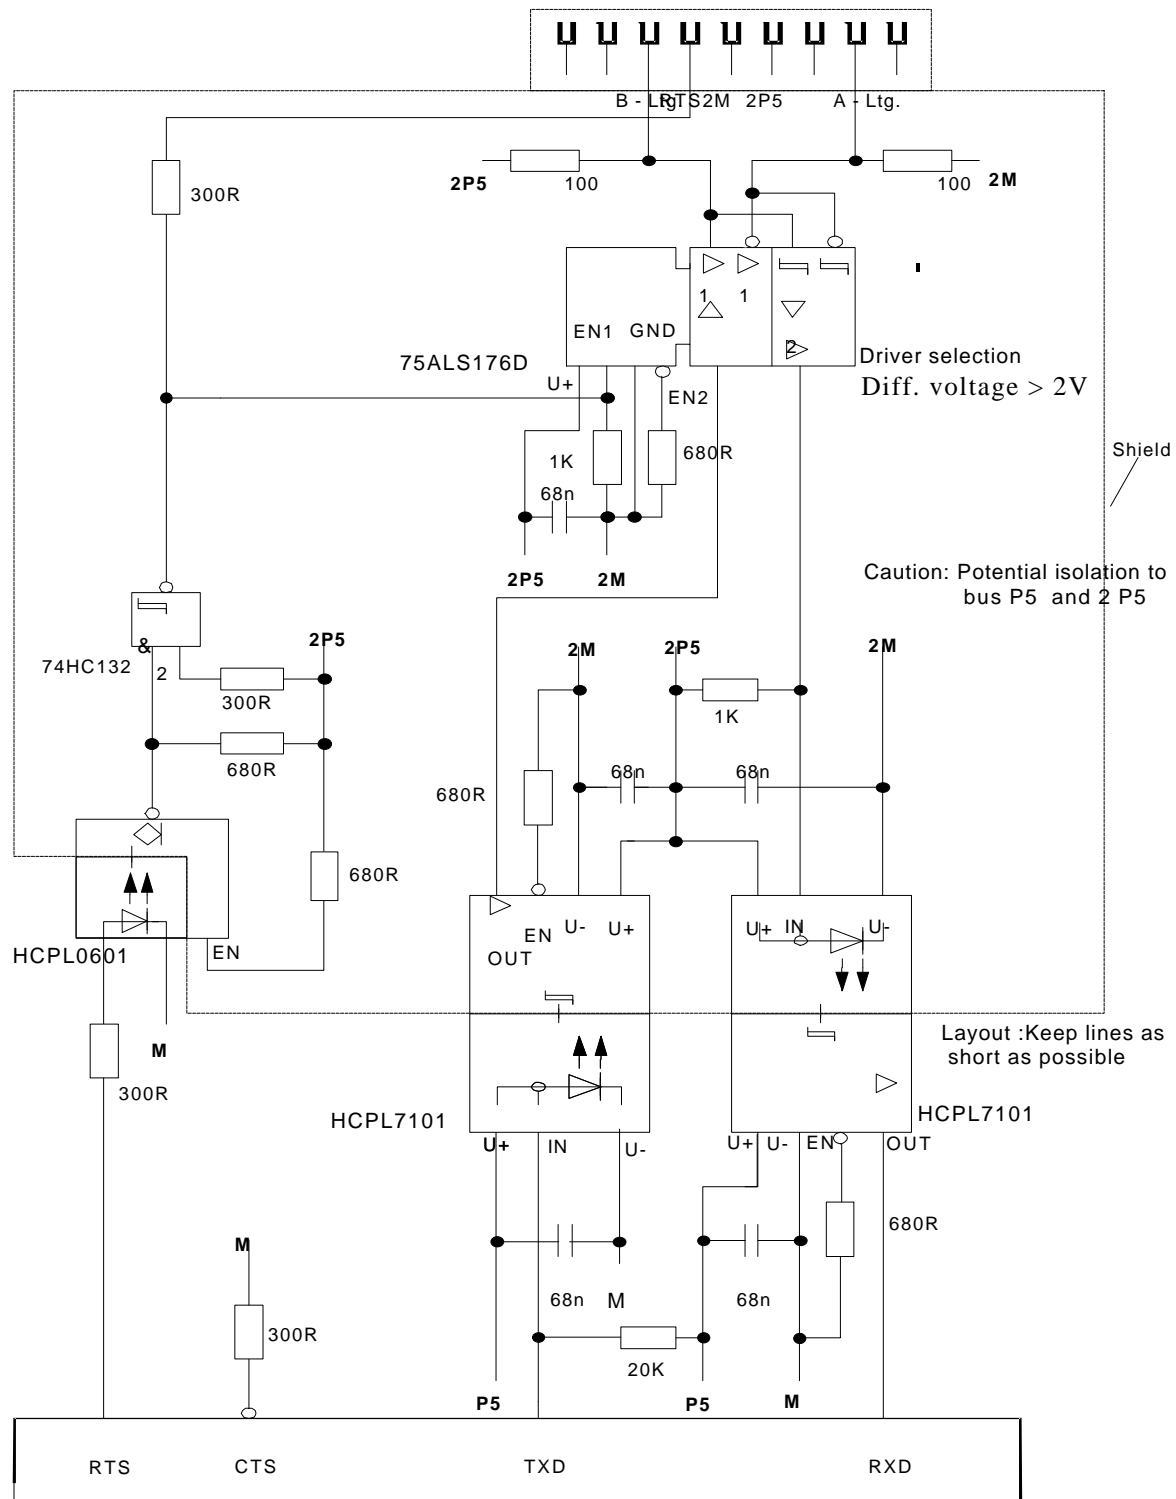 B - Ltg. RTS 2M 2P5 A - Ltg.
2P5
100
100
2M
300R
1
1
2
EN1
GND
75ALS176D
U+
EN2
Driver selection
Diff. voltage > 2V
1K
680R
68n
2P5
2M
Shield
Caution: Potential isolation to
bus P5 and 2 P5
&
74HC132
2
2P5
300R
680R
2M
2P5
2M
1K
68n
68n
680R
680R
HCPL0601
EN
U-
U+
EN
OUT
U+
IN
U-
M
300R
Layout :Keep lines as
short as possible
HCPL7101
HCPL7101
U+
IN
U-
U+
U-
EN
OUT
680R
M
300R
68n
M
68n
20K
P5
P5
M
RTS
CTS
TXD
RXD